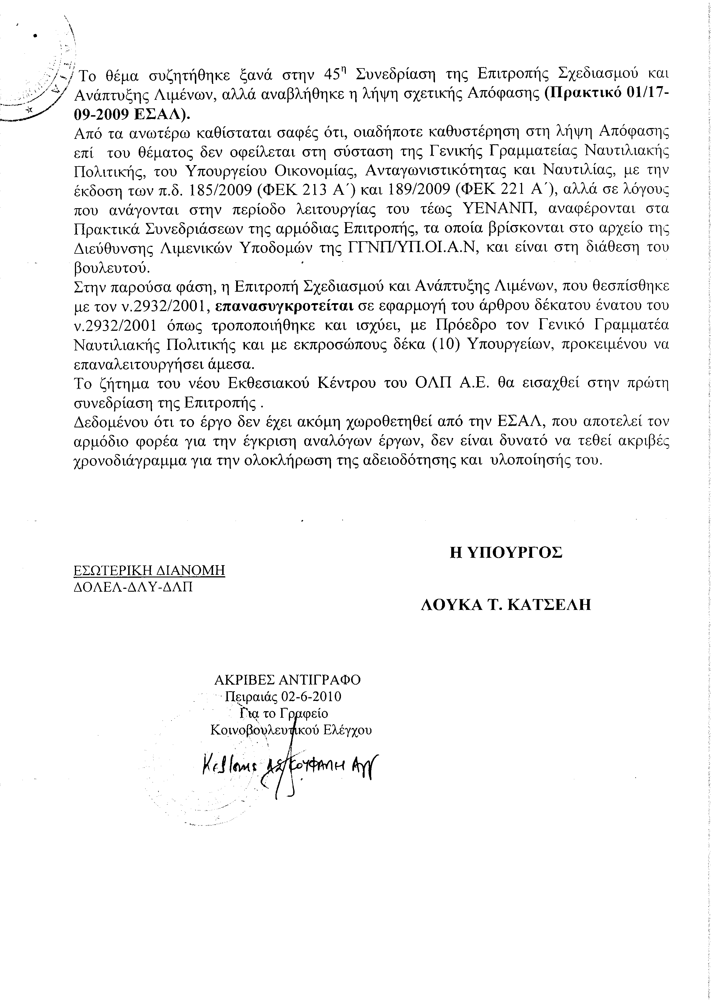 Το θέμα συζητήθηκε ξανά στην 45η Συνεδρίαση της Επιτροπής Σχεδιασμού και
Ανάπτυξης Λιμένων, αλλά αναβλήθηκε η λήψη σχετικής Απόφασης (Πρακτικό 01/17-
09-2009 ΕΣΑΛ).
Από τα ανωτέρω καθίσταται σαφές ότι, οιαδήποτε καθυστέρηση στη λήψη Απόφασης
επί του θέματος δεν οφείλεται στη σύσταση της Γενικής Γραμματείας Ναυτιλιακής
Πολιτικής, του Υπουργείου Οικονομίας, Ανταγωνιστικότητας και Ναυτιλίας, με την
έκδοση των π.δ. 185/2009 (ΦΕΚ 213 Α΄) και 189/2009 (ΦΕΚ 221 Α΄), αλλά σε λόγους
που ανάγονται στην περίοδο λειτουργίας του τέως ΥΕΝΑΝΠ, αναφέρονται στα
Πρακτικά Συνεδριάσεων της αρμόδιας Επιτροπής, τα οποία βρίσκονται στο αρχείο της
Διεύθυνσης Λιμενικών Υποδομών της ΓΓΝΠ/ΥΠ.ΟΙ.Α.Ν, και είναι στη διάθεση του
βουλευτού.
Στην παρούσα φάση, η Επιτροπή Σχεδιασμού και Ανάπτυξης Λιμένων, που θεσπίσθηκε
με τον ν.2932/2001, επανασυγκροτείται σε εφαρμογή του άρθρου δέκατου ένατου του
ν.2932/2001 όπως τροποποιήθηκε και ισχύει, με Πρόεδρο τον Γενικό Γραμματέα
Ναυτιλιακής Πολιτικής και με εκπροσώπους δέκα (10) Υπουργείων, προκειμένου να
επαναλειτουργήσει άμεσα.
Το ζήτημα του νέου Εκθεσιακού Κέντρου του ΟΛΠ Α.Ε. θα εισαχθεί στην πρώτη
συνεδρίαση της Επιτροπής .
Δεδομένου ότι το έργο δεν έχει ακόμη χωροθετηθεί από την ΕΣΑΛ, που αποτελεί τον
αρμόδιο φορέα για την έγκριση αναλόγων έργων, δεν είναι δυνατό να τεθεί ακριβές
χρονοδιάγραμμα για την ολοκλήρωση της αδειοδότησης και υλοποίησής του.
Η ΥΠΟΥΡΓΟΣ
ΕΣΩΤΕΡΙΚΗ ΔΙΑΝΟΜΗ
ΔΟΛΕΛ-ΔΛΥ-ΔΛΠ
ΛΟΥΚΑ Τ. ΚΑΤΣΕΛΗ
ΑΚΡΙΒΕΣ ΑΝΤΙΓΡΑΦΟ
Πειραιάς 02-6-2010
Για το Γραφείο
Κοινοβουλευτικού Ελέγχου